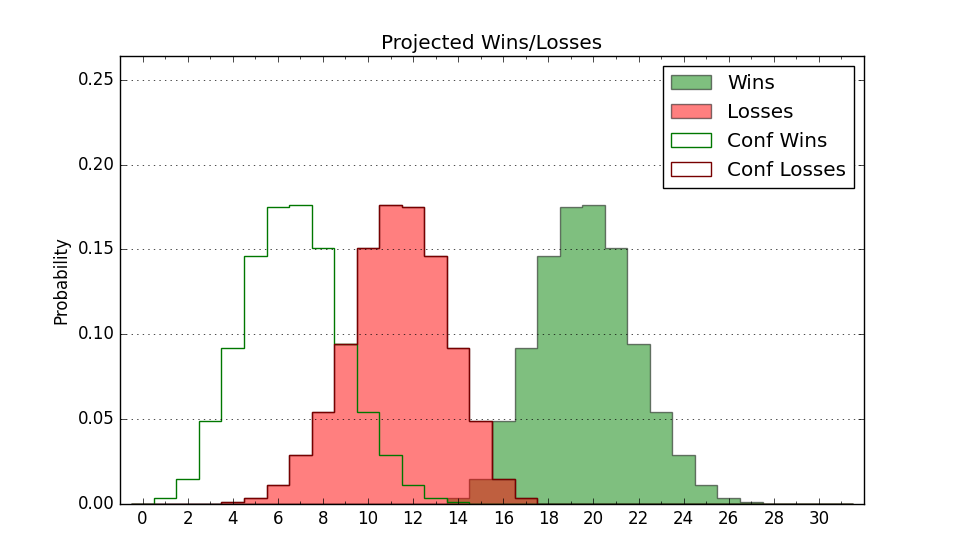 Projected Wins/Losses
Probability
0.25
0.20
0.15
0.10
0.05
0.00
0 2 4 6 8 10 12 14 16 18 20 22 24 26 28 30
Wins
Losses
Conf Wins
Conf Losses